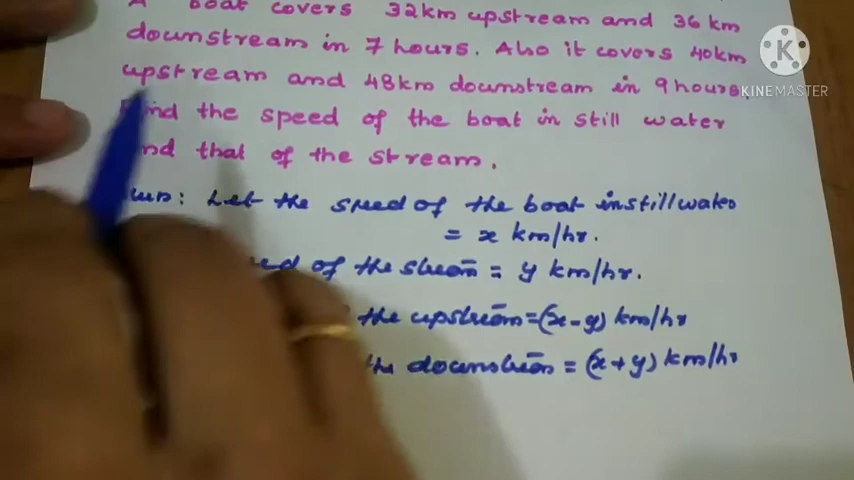 A boat covers 32km upstream and 36 km
downstream in 7 hours. Also it covers 40km
upstream and 48km downstream in 9 hours.
the speed of the boat in still water
that of the stream.
: Let the speed of the boat in still water
= x km/hr.
of the stream = y km/hr.
the upstream = (x-y) km/hr
the downstream = (x+y) km/hr
KINEMASTER